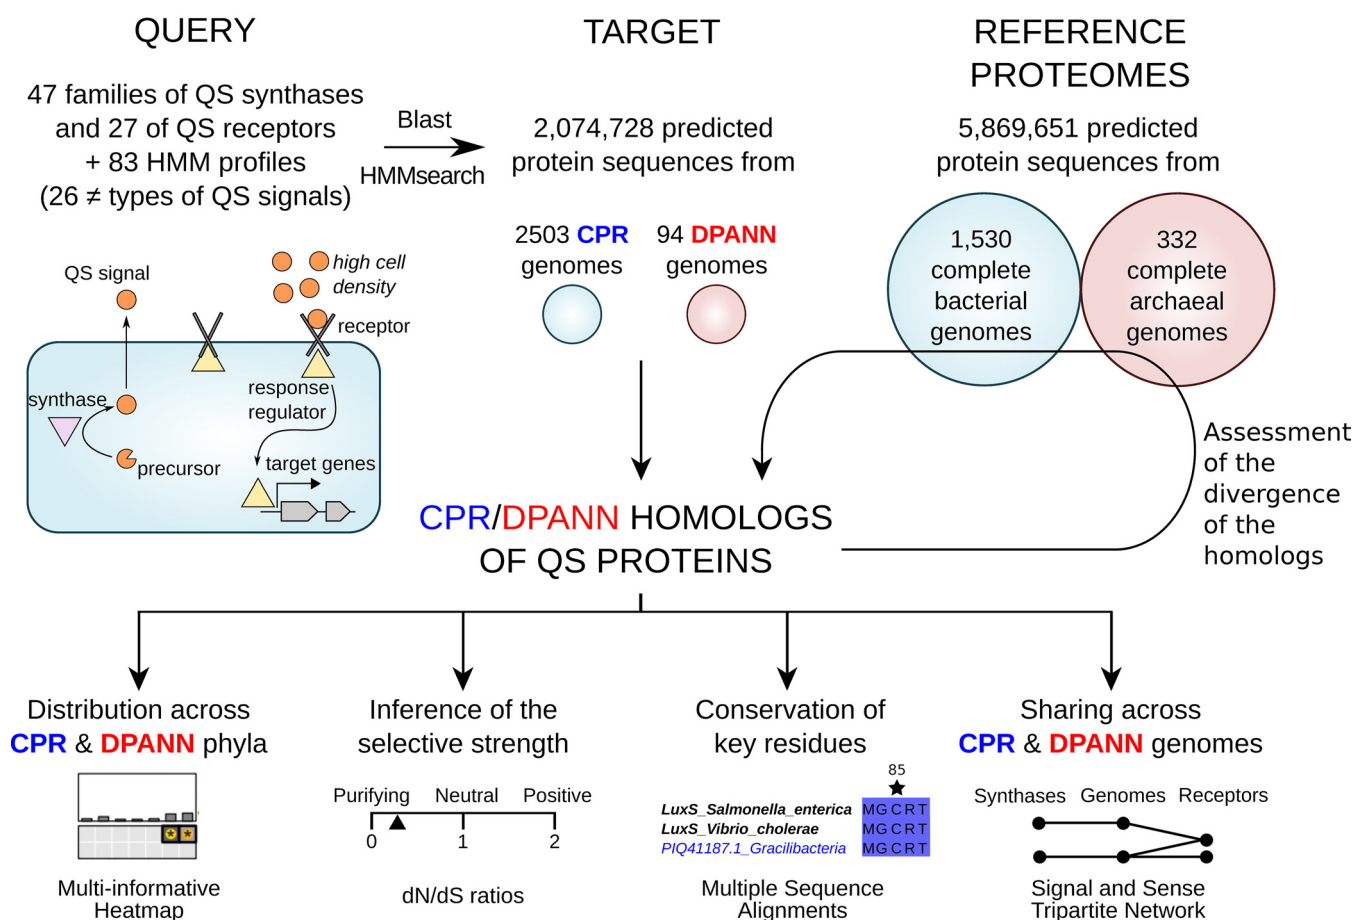 QUERY
47 families of QS synthases
and 27 of QS receptors
+ 83 HMM profiles
(26 ≠ types of QS signals)
Blast
HMMsearch
TARGET
2,074,728 predicted
protein sequences from
2503 CPR
genomes
94 DPANN
genomes
REFERENCE
PROTEOMES
5,869,651 predicted
protein sequences from
1,530
complete
bacterial
genomes
332
complete
archaeal
genomes
QS signal
high cell
density
receptor
response
regulator
synthase
precursor
target genes
Assessment
of the
divergence
of the
homologs
CPR/DPANN HOMOLOGS
OF QS PROTEINS
Distribution across
CPR & DPANN phyla
Multi-informative
Heatmap
Inference of the
selective strength
Purifying Neutral Positive
0 1 2
dN/dS ratios
Conservation of
key residues
85
LuxS_Salmonella_enterica MGCRT
LuxS_Vibrio_cholerae MGCRT
PIQ41187.1_Gracilibacteria MGCRT
Multiple Sequence
Alignments
Sharing across
CPR & DPANN genomes
Synthases Genomes Receptors
Signal and Sense
Tripartite Network